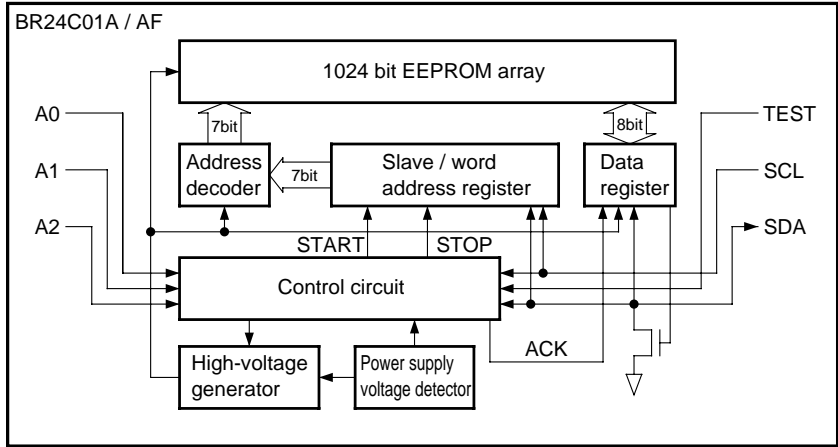 BR24C01A / AF
1024 bit EEPROM array
A0
7bit
8bit
TEST
A1
Address
decoder
7bit
Slave / word
address register
Data
register
SCL
A2
START
STOP
SDA
Control circuit
ACK
High-voltage
generator
Power supply
voltage detector